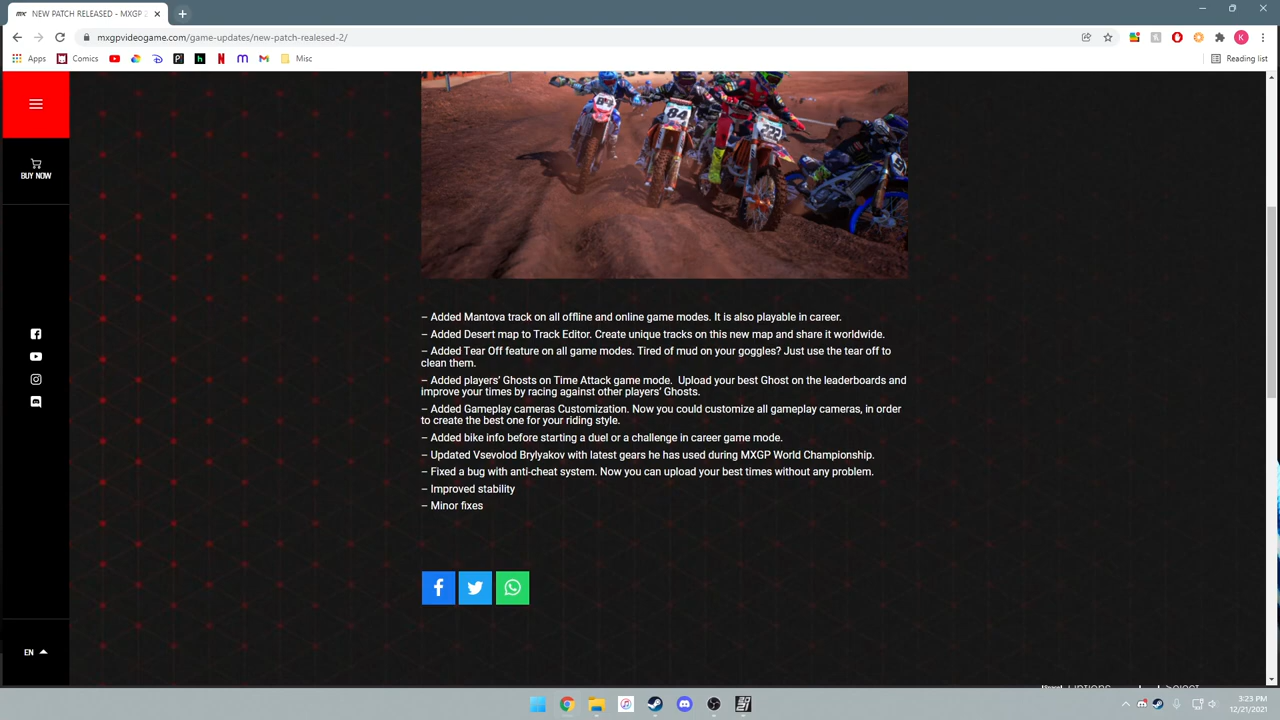 NEW PATCH RELEASED - MXGP 2
mxgpvideogame.com/game-updates/new-patch-realesed-2/
K
Apps
Comics
Misc
Reading list
BUY NOW
84
84
222
– Added Mantova track on all offline and online game modes. It is also playable in career.
– Added Desert map to Track Editor. Create unique tracks on this new map and share it worldwide.
– Added Tear Off feature on all game modes. Tired of mud on your goggles? Just use the tear off to
clean them.
– Added players’ Ghosts on Time Attack game mode.  Upload your best Ghost on the leaderboards and
improve your times by racing against other players’ Ghosts.
– Added Gameplay cameras Customization. Now you could customize all gameplay cameras, in order
to create the best one for your riding style.
– Added bike info before starting a duel or a challenge in career game mode.
– Updated Vsevolod Brylyakov with latest gears he has used during MXGP World Championship.
– Fixed a bug with anti-cheat system. Now you can upload your best times without any problem.
– Improved stability
– Minor fixes
EN
3:23 PM
12/21/2021